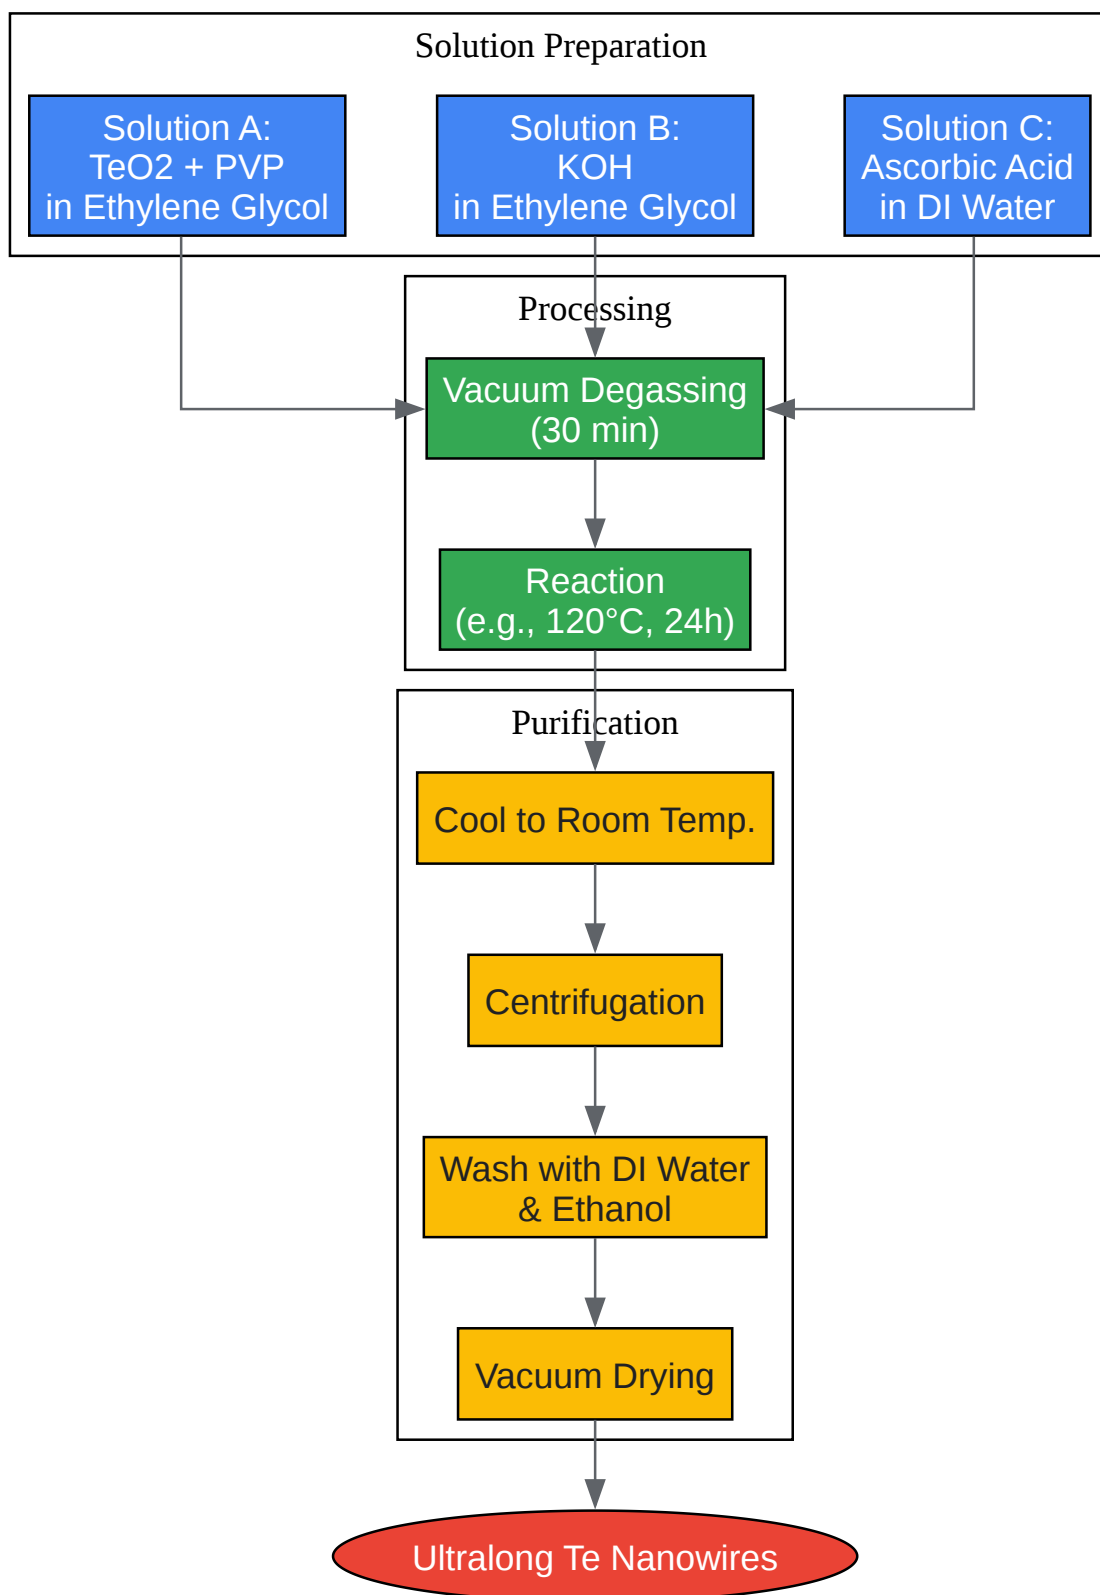 Solution Preparation
Solution A:
TeO2 + PVP
in Ethylene Glycol
Solution B:
KOH
in Ethylene Glycol
Solution C:
Ascorbic Acid
in DI Water
Processing
Vacuum Degassing
(30 min)
Reaction
(e.g., 120°C, 24h)
Purification
Cool to Room Temp.
Centrifugation
Wash with DI Water
& Ethanol
Vacuum Drying
Ultralong Te Nanowires